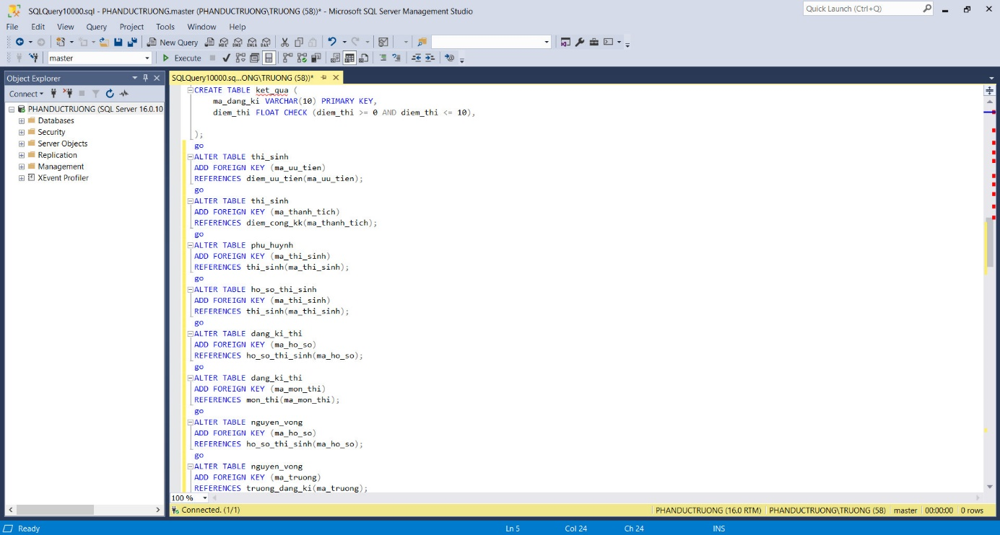 SQLQuery10000.sql - PHANDUCTRUONG.master (PHANDUCTRUONG\TRUONG (58))* - Microsoft SQL Server Management Studio
Quick Launch (Ctrl+Q)
File Edit View Query Project Tools Window Help
New Query
master Execute
Object Explorer
SQLQuery10000.sq...ONG\TRUONG (58))*
Connect
PHANDUCTRUONG (SQL Server 16.0.10
Databases
Security
Server Objects
Replication
Management
XEvent Profiler
CREATE TABLE ket_qua (
ma_dang_ki VARCHAR(10) PRIMARY KEY,
diem_thi FLOAT CHECK (diem_thi >= 0 AND diem_thi <= 10),
);
go
ALTER TABLE thi_sinh
ADD FOREIGN KEY (ma_uu_tien)
REFERENCES diem_uu_tien(ma_uu_tien);
go
ALTER TABLE thi_sinh
ADD FOREIGN KEY (ma_thanh_tich)
REFERENCES diem_cong_kk(ma_thanh_tich);
go
ALTER TABLE phu_huynh
ADD FOREIGN KEY (ma_thi_sinh)
REFERENCES thi_sinh(ma_thi_sinh);
go
ALTER TABLE ho_so_thi_sinh
ADD FOREIGN KEY (ma_thi_sinh)
REFERENCES thi_sinh(ma_thi_sinh);
go
ALTER TABLE dang_ki_thi
ADD FOREIGN KEY (ma_ho_so)
REFERENCES ho_so_thi_sinh(ma_ho_so);
go
ALTER TABLE dang_ki_thi
ADD FOREIGN KEY (ma_mon_thi)
REFERENCES mon_thi(ma_mon_thi);
go
ALTER TABLE nguyen_vong
ADD FOREIGN KEY (ma_ho_so)
REFERENCES ho_so_thi_sinh(ma_ho_so);
go
ALTER TABLE nguyen_vong
ADD FOREIGN KEY (ma_truong)
REFERENCES truong_dang_ki(ma_truong);
100 %
Connected. (1/1)
PHANDUCTRUONG (16.0 RTM) PHANDUCTRUONG\TRUONG (58) master 00:00:00 0 rows
Ready Ln 5 Col 24 Ch 24 INS